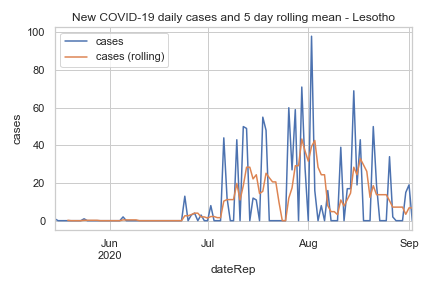 New COVID-19 daily cases and 5 day rolling mean - Lesotho
cases
cases (rolling)
100
80
60
40
20
0
cases
Jun
2020
Jul
Aug
Sep
dateRep